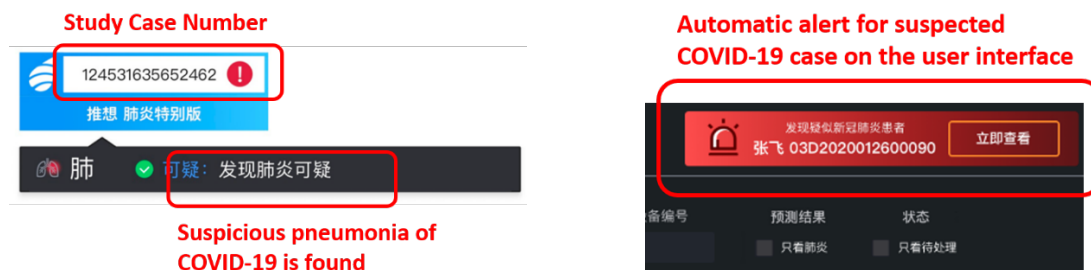 Study Case Number
124531635652462
推想 肺炎特别版
肺 可疑: 发现肺炎可疑
Suspicious pneumonia of
COVID-19 is found
Automatic alert for suspected
COVID-19 case on the user interface
发现疑似新冠肺炎患者
张飞 03D2020012600090
立即查看
备编号 预测结果 状态
只看肺炎 只看待处理